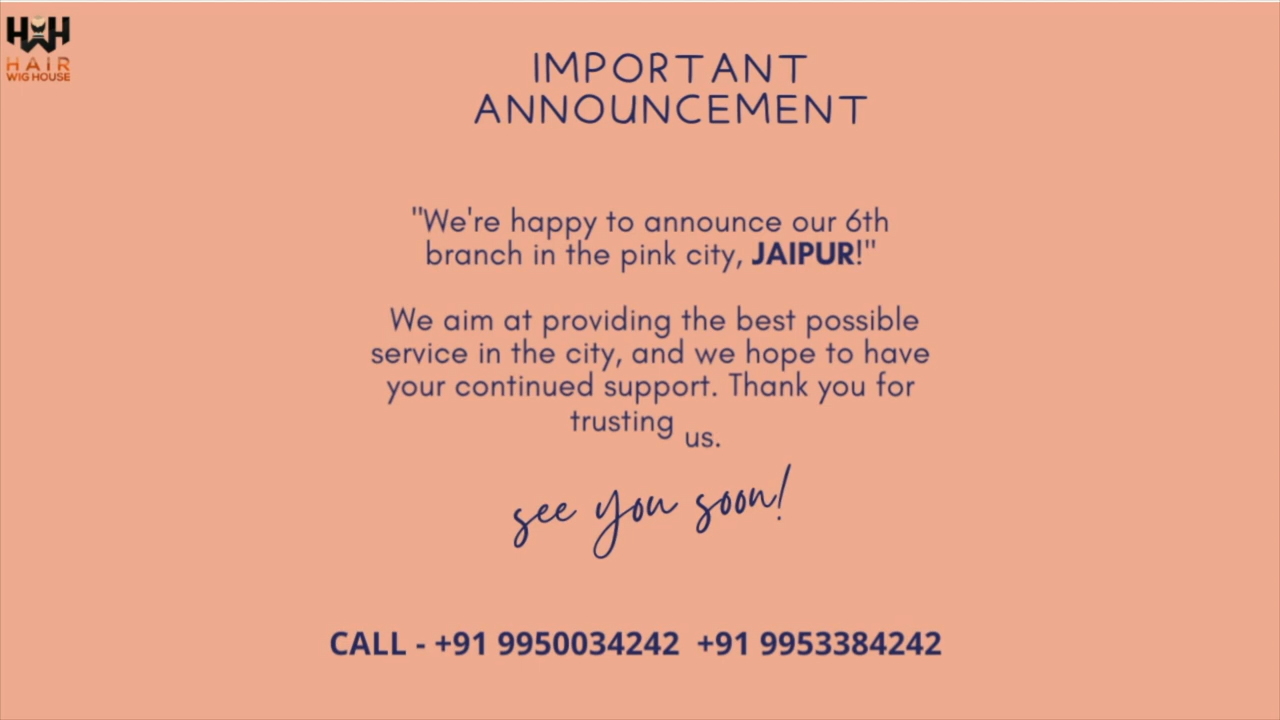 HWH
HAIR
WIG HOUSE
IMPORTANT
ANNOUNCEMENT
"We're happy to announce our 6th
branch in the pink city, JAIPUR!"
We aim at providing the best possible
service in the city, and we hope to have
your continued support. Thank you for
trusting us.
see you soon!
CALL - +91 9950034242 +91 9953384242